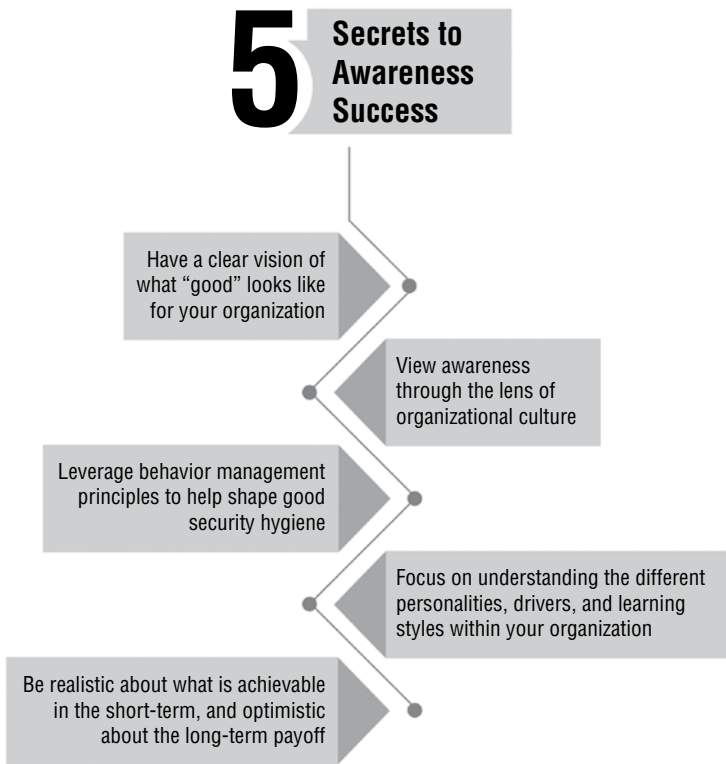 5
Secrets to
Awareness
Success
Have a clear vision of
what “good” looks like
for your organization
View awareness
through the lens of
organizational culture
Leverage behavior management
principles to help shape good
security hygiene
Focus on understanding the different
personalities, drivers, and learning
styles within your organization
Be realistic about what is achievable
in the short-term, and optimistic
about the long-term payoff